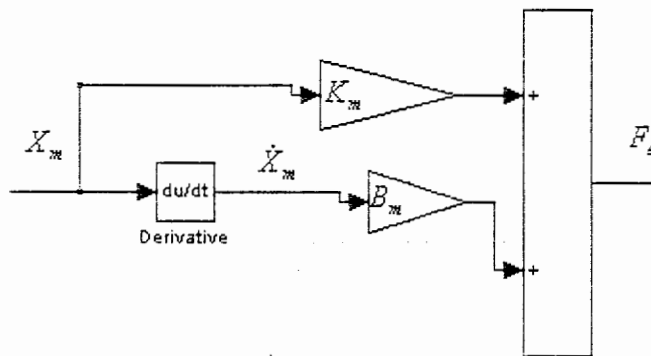 K_m
+
X_m
Ẋ_m
F
du/dt
B_m
Derivative
+